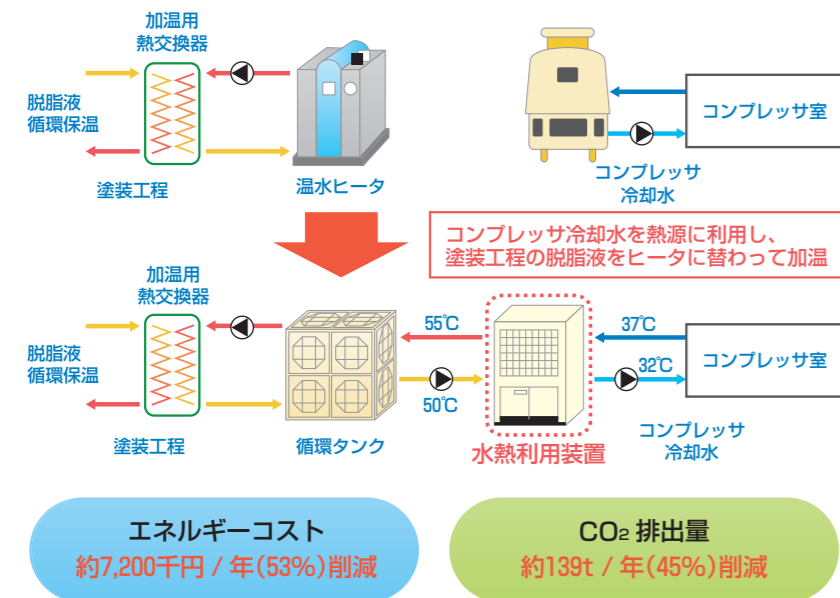 加温用
熱交換器
脱脂液
循環保温
塗装工程
温水ヒータ
コンプレッサ室
コンプレッサ
冷却水
コンプレッサ冷却水を熱源に利用し、
塗装工程の脱脂液をヒータに替わって加温
加温用
熱交換器
脱脂液
循環保温
塗装工程
循環タンク
55℃
50℃
水熱利用装置
37℃
32℃
コンプレッサ室
コンプレッサ
冷却水
エネルギーコスト
約7,200千円 / 年(53%)削減
CO₂ 排出量
約139t / 年(45%)削減